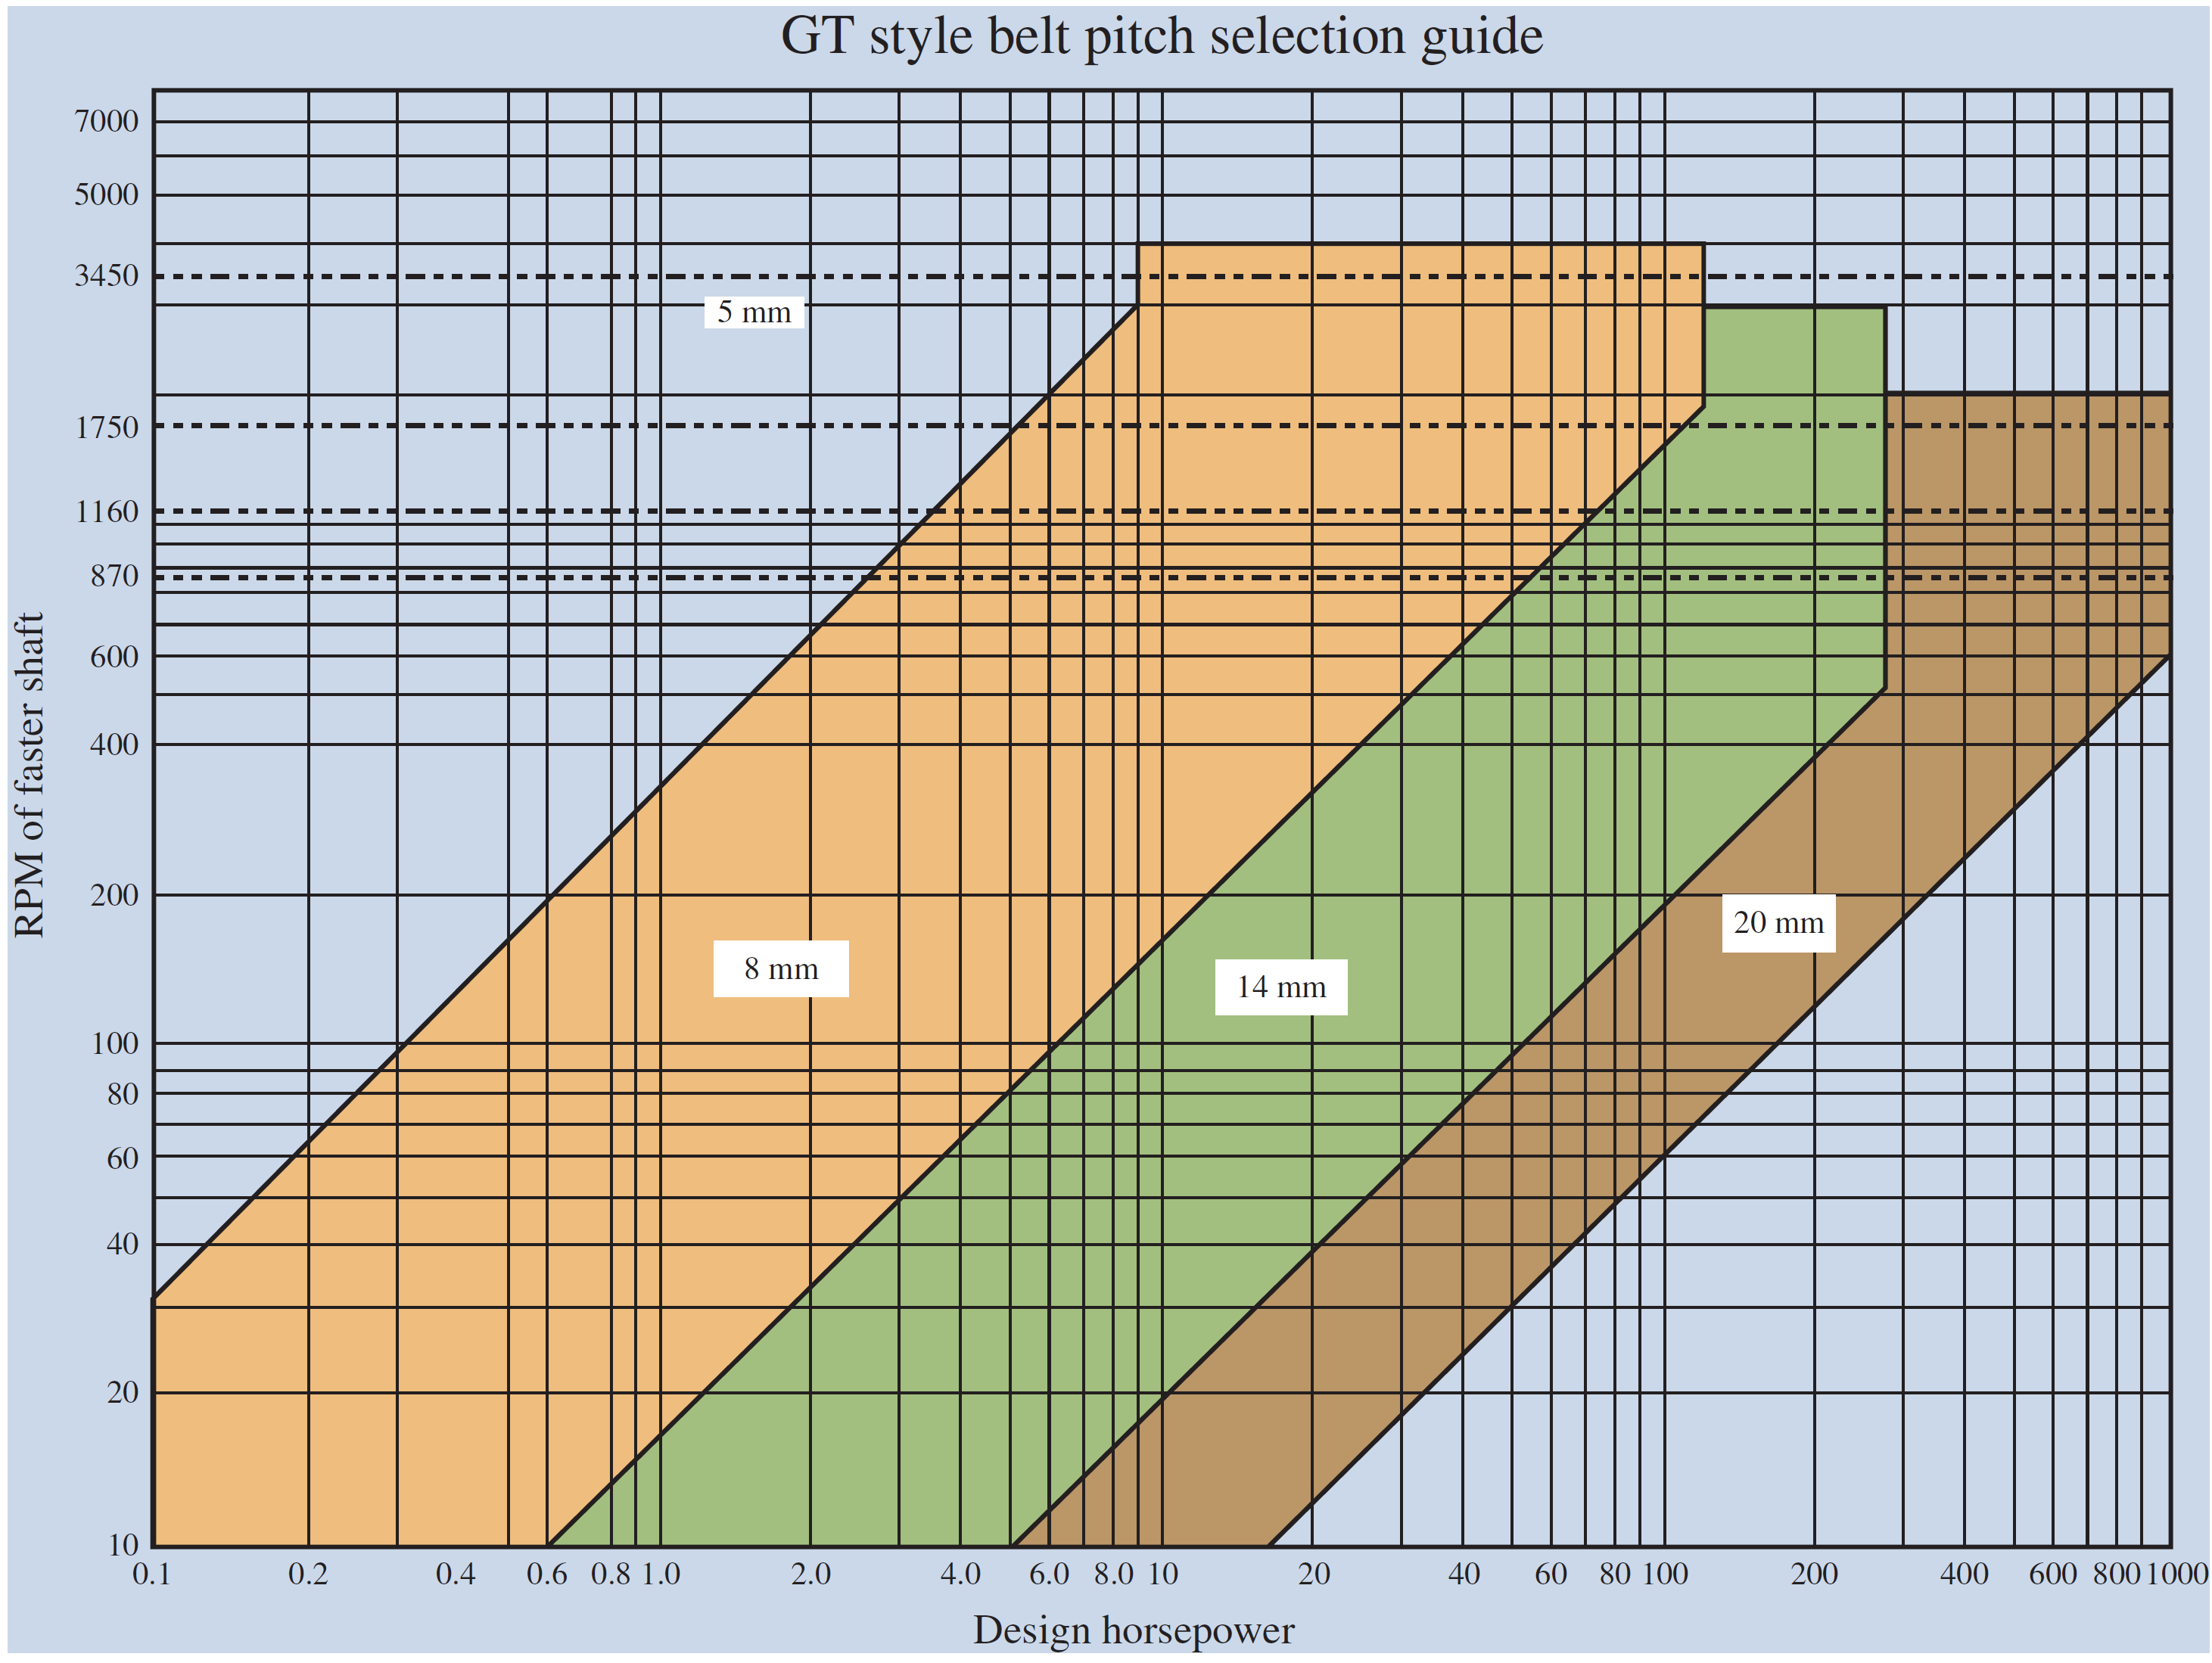 GT style belt pitch selection guide
7000
5000
3450
1750
1160
870
600
400
200
100
80
60
40
20
10
RPM of faster shaft
5 mm
8 mm
14 mm
20 mm
0.1 0.2 0.4 0.6 0.8 1.0 2.0 4.0 6.0 8.0 10 20 40 60 80 100 200 400 600 800 1000
Design horsepower